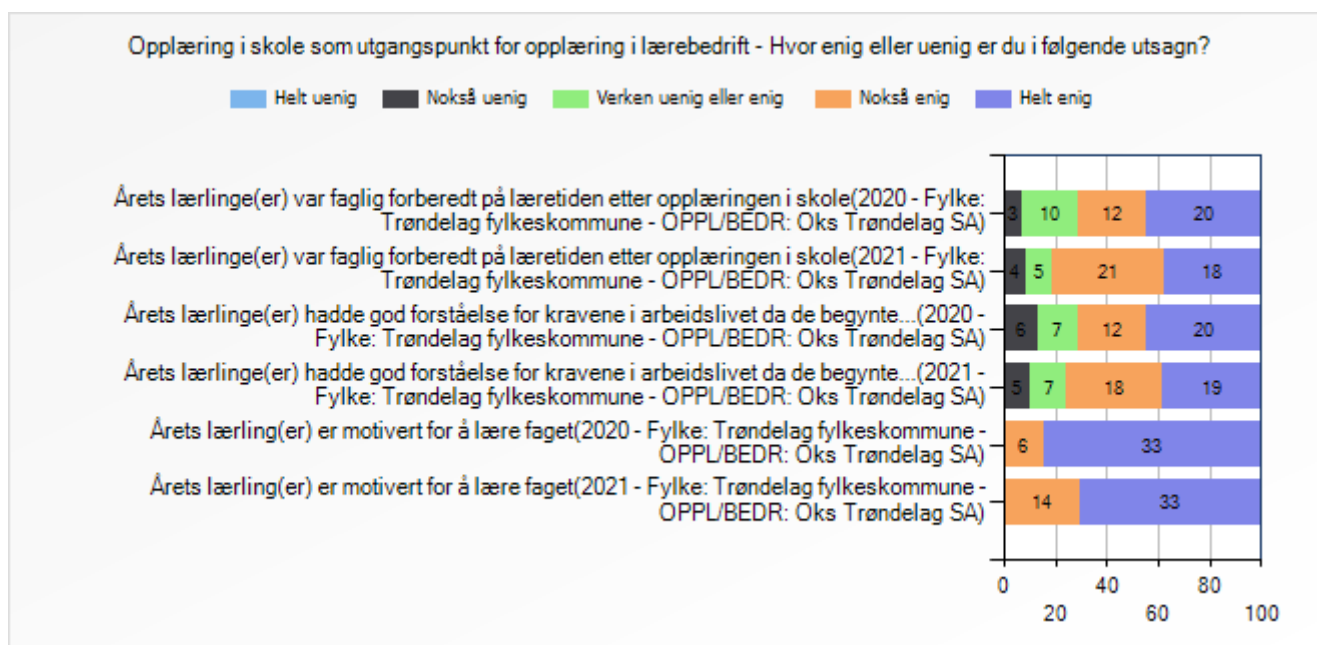 Opplæring i skole som utgangspunkt for opplæring i lærebedrift - Hvor enig eller uenig er du i følgende utsagn?
Helt uenig Nokså uenig Verken uenig eller enig Nokså enig Helt enig
Årets lærlinge(er) var faglig forberedt på læretiden etter opplæringen i skole(2020 - Fylke:
Trøndelag fylkeskommune - OPPL/BEDR: Oks Trøndelag SA)
3 10 12 20
Årets lærlinge(er) var faglig forberedt på læretiden etter opplæringen i skole(2021 - Fylke:
Trøndelag fylkeskommune - OPPL/BEDR: Oks Trøndelag SA)
4 5 21 18
Årets lærlinge(er) hadde god forståelse for kravene i arbeidslivet da de begynte...(2020 -
Fylke: Trøndelag fylkeskommune - OPPL/BEDR: Oks Trøndelag SA)
6 7 12 20
Årets lærlinge(er) hadde god forståelse for kravene i arbeidslivet da de begynte...(2021 -
Fylke: Trøndelag fylkeskommune - OPPL/BEDR: Oks Trøndelag SA)
5 7 18 19
Årets lærling(er) er motivert for å lære faget(2020 - Fylke: Trøndelag fylkeskommune -
OPPL/BEDR: Oks Trøndelag SA)
6 33
Årets lærling(er) er motivert for å lære faget(2021 - Fylke: Trøndelag fylkeskommune -
OPPL/BEDR: Oks Trøndelag SA)
14 33
0 40 80
20 60 100